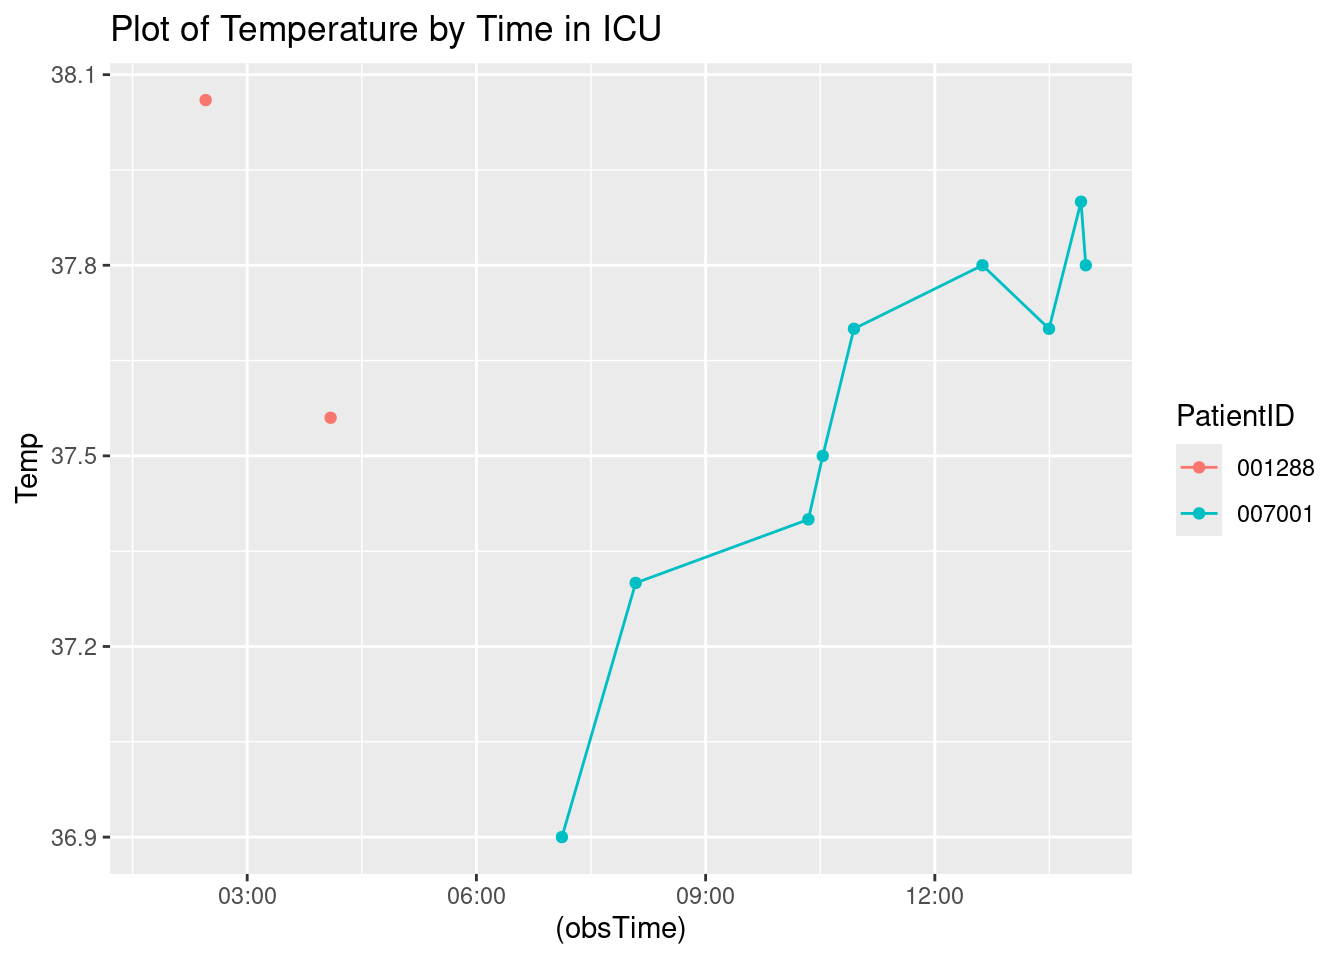 Plot of Temperature by Time in ICU
38.1
37.8
37.5
37.2
36.9
Temp
03:00 06:00 09:00 12:00
(obsTime)
PatientID
001288
007001